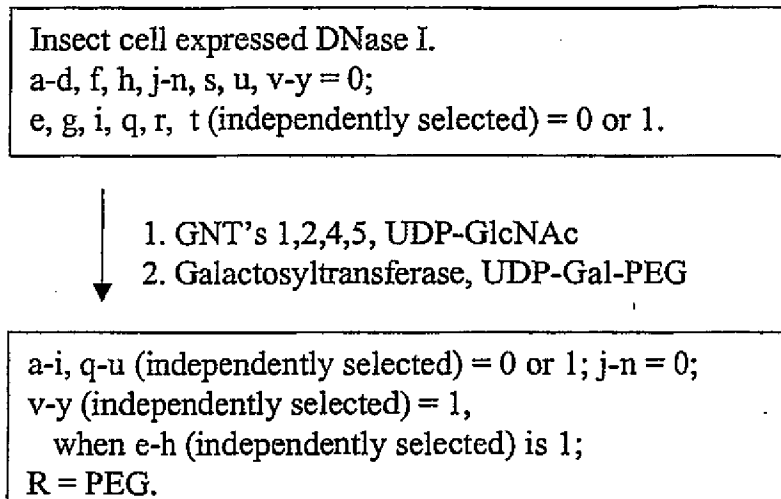 Insect cell expressed DNase I.
a-d, f, h, j-n, s, u, v-y = 0;
e, g, i, q, r, t (independently selected) = 0 or 1.
1. GNT's 1,2,4,5, UDP-GlcNAc
2. Galactosyltransferase, UDP-Gal-PEG
a-i, q-u (independently selected) = 0 or 1; j-n = 0;
v-y (independently selected) = 1,
when e-h (independently selected) is 1;
R = PEG.